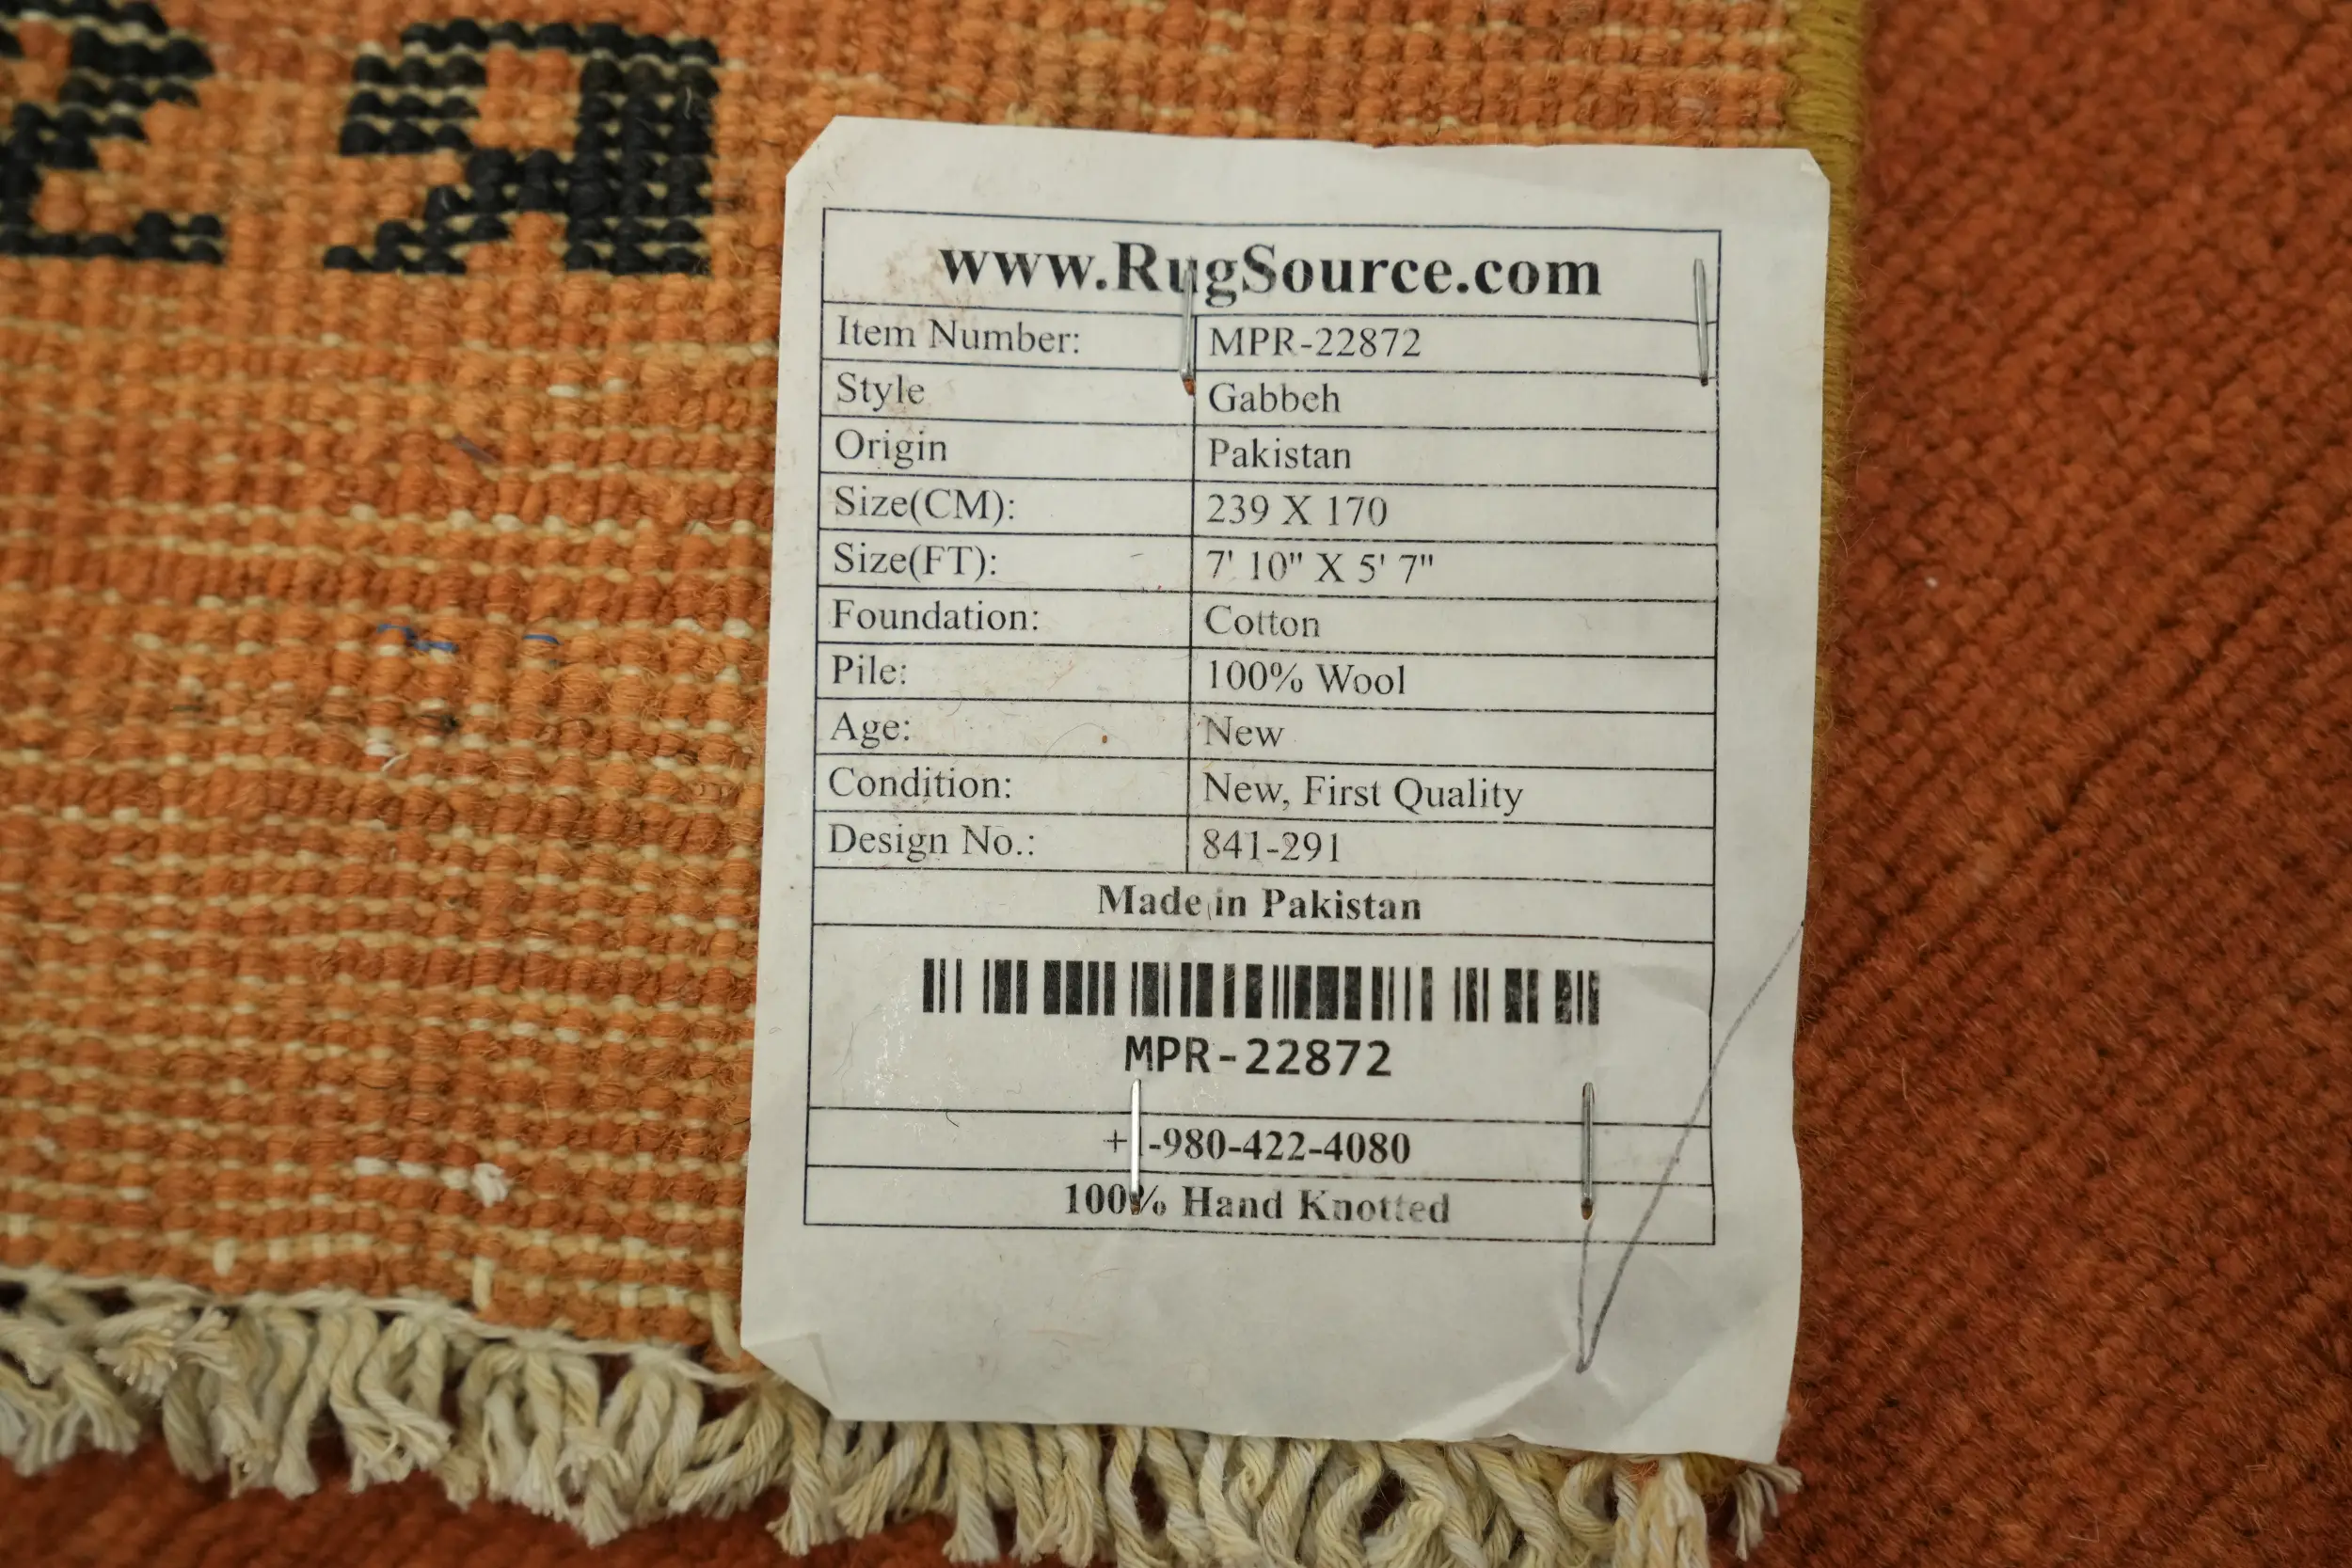 www.RugSource.com
Item Number: MPR-22872
Style Gabbeh
Origin Pakistan
Size(CM): 239 X 170
Size(FT): 7' 10" X 5' 7"
Foundation: Cotton
Pile: 100% Wool
Age: New
Condition: New, First Quality
Design No.: 841-291
Made in Pakistan
MPR-22872
+1-980-422-4080
100% Hand Knotted